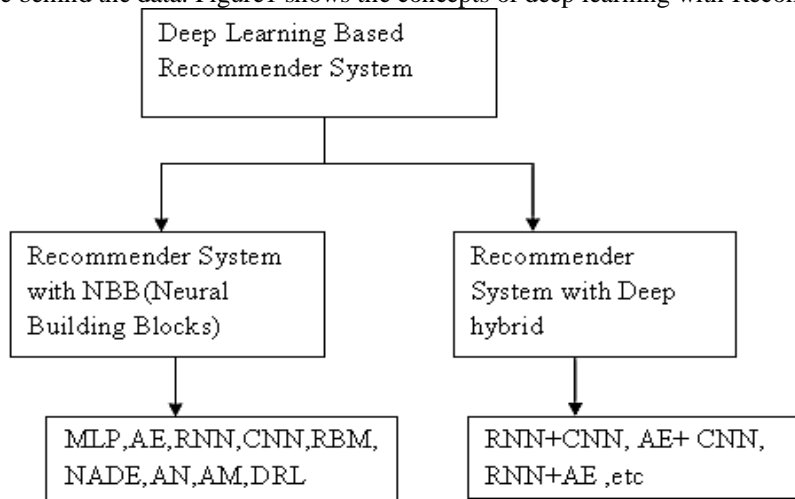 e behind the data. Figure1 shows the concepts of deep learning with Recom
Deep Learning Based
Recommender System
Recommender System
with NBB(Neural
Building Blocks)
Recommender
System with Deep
hybrid
MLP,AE,RNN,CNN,RBM,
NADE,AN,AM,DRL
RNN+CNN, AE+ CNN,
RNN+AE ,etc